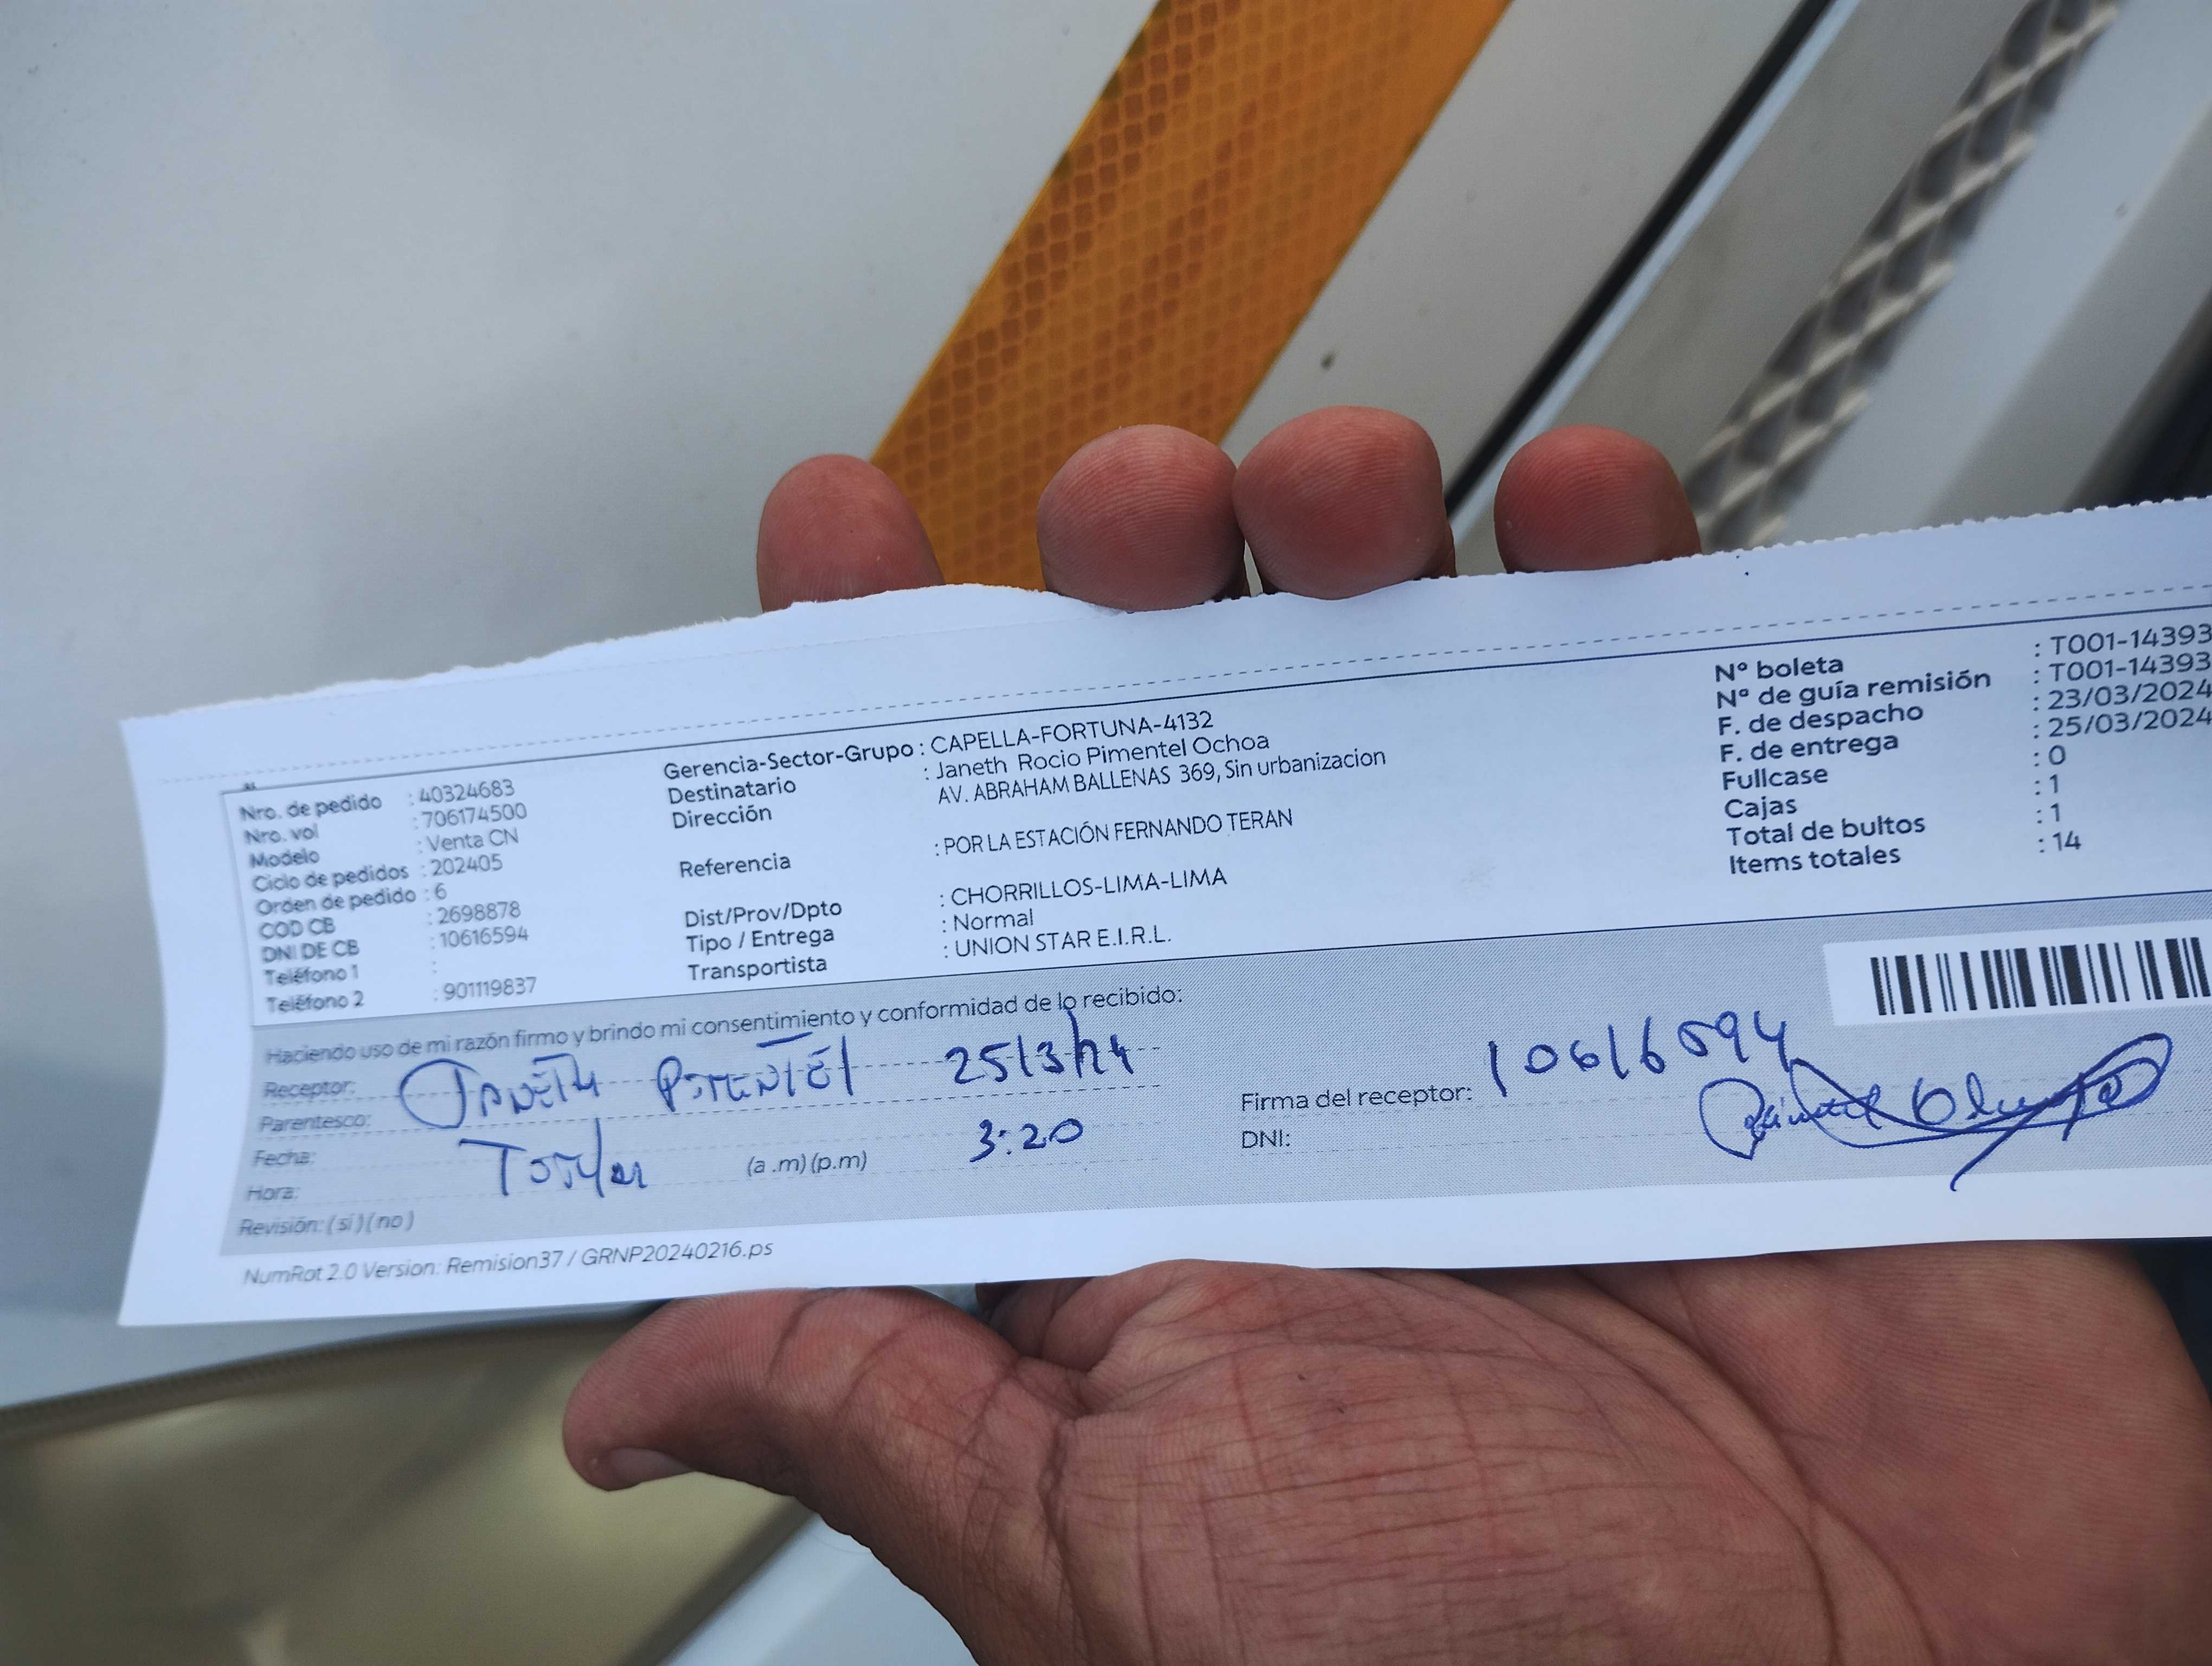 Nro. de pedido : 40324683
Nro. vol : 706174500
Modelo : Venta CN
Ciclo de pedidos : 202405
Orden de pedido : 6
COD CB : 2698878
DNI DE CB : 10616594
Teléfono 1 :
Teléfono 2 : 901119837
Gerencia-Sector-Grupo : CAPELLA-FORTUNA-4132
Destinatario : Janeth Rocio Pimentel Ochoa
Dirección AV. ABRAHAM BALLENAS 369, Sin urbanizacion
Referencia : POR LA ESTACIÓN FERNANDO TERAN
Dist/Prov/Dpto : CHORRILLOS-LIMA-LIMA
Tipo / Entrega : Normal
Transportista : UNION STAR E.I.R.L.
Nº boleta : T001-14393
Nº de guía remisión : T001-14393
F. de despacho : 23/03/2024
F. de entrega : 25/03/2024
Fullcase : 0
Cajas : 1
Total de bultos : 1
Items totales : 14
Haciendo uso de mi razón firmo y brindo mi consentimiento y conformidad de lo recibido:
Receptor: JANETH PIMENTEL 25/3/24
Parentesco:
Fecha:
Hora: (a .m) (p.m) 3:20
Revisión: ( si ) ( no )
Firma del receptor: 10616594
DNI:
NumRot 2.0 Version: Remision37 / GRNP20240216.ps